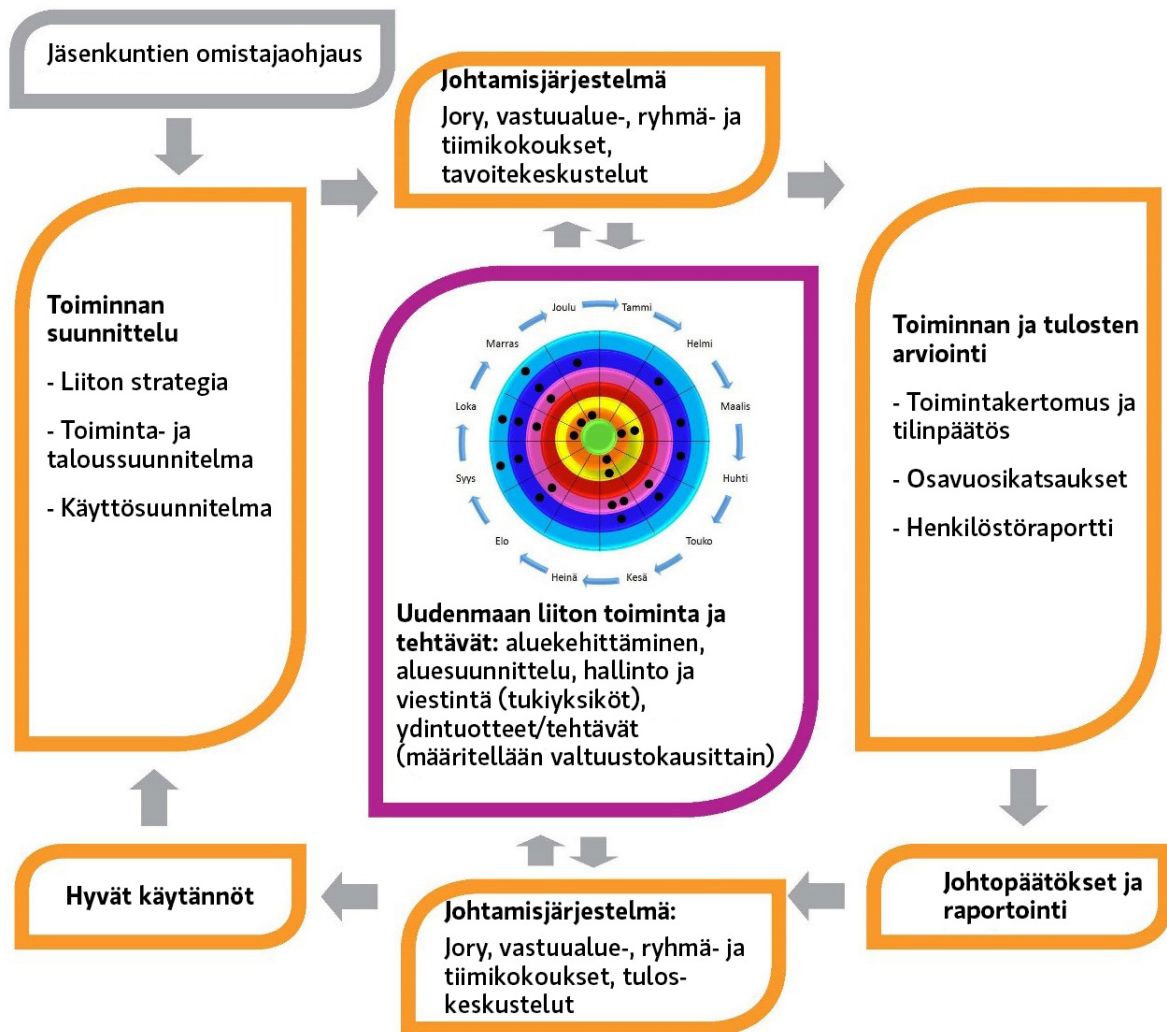 Jäsenkuntien omistajaohjaus
Johtamisjärjestelmä
Jory, vastuualue-, ryhmä- ja
tiimikokoukset,
tavoitekeskustelut
Toiminnan
suunnittelu
- Liiton strategia
- Toiminta- ja
taloussuunnitelma
- Käyttösuunnitelma
Joulu
Tammi
Helmi
Maalis
Huhti
Touko
Kesä
Heinä
Elo
Syys
Loka
Marras
Uudenmaan liiton toiminta ja
tehtävät: aluekehittäminen,
aluesuunnittelu, hallinto ja
viestintä (tukiyksiköt),
ydintuotteet/tehtävät
(määritellään valtuustokausittain)
Toiminnan ja tulosten
arviointi
- Toimintakertomus ja
tilinpäätös
- Osavuosikatsaukset
- Henkilöstöraportti
Johtopäätökset ja
raportointi
Johtamisjärjestelmä:
Jory, vastuualue-, ryhmä- ja
tiimikokoukset, tulos-
keskustelut
Hyvät käytännöt